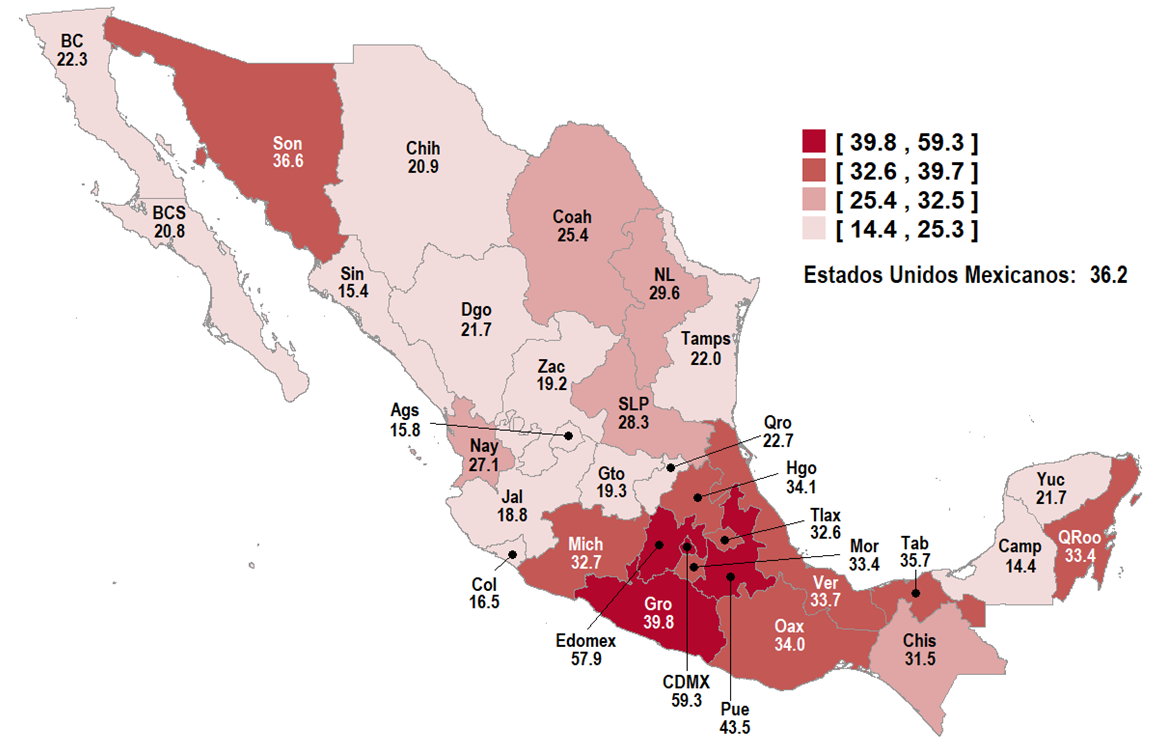 BC
22.3
Son
36.6
Chih
20.9
[ 39.8 , 59.3 ]
[ 32.6 , 39.7 ]
[ 25.4 , 32.5 ]
[ 14.4 , 25.3 ]
Estados Unidos Mexicanos: 36.2
BCS
20.8
Coah
25.4
Sin
15.4
NL
29.6
Dgo
21.7
Tamps
22.0
Zac
19.2
SLP
28.3
Ags
15.8
Nay
27.1
Qro
22.7
Gto
19.3
Hgo
34.1
Yuc
21.7
Jal
18.8
Tlax
32.6
Mich
32.7
Mor
33.4
Tab
35.7
Camp
14.4
QRoo
33.4
Col
16.5
Ver
33.7
Gro
39.8
Oax
34.0
Chis
31.5
Edomex
57.9
CDMX
59.3
Pue
43.5